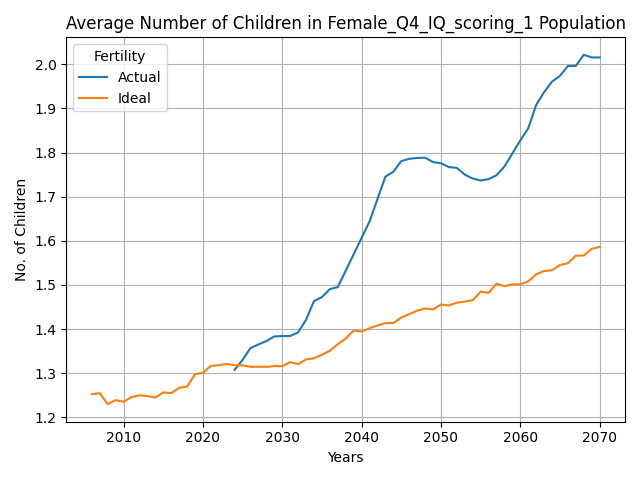 Average Number of Children in Female_Q4_IQ_scoring_1 Population
Fertility
Actual
Ideal
No. of Children
2.0
1.9
1.8
1.7
1.6
1.5
1.4
1.3
1.2
2010 2020 2030 2040 2050 2060 2070
Years